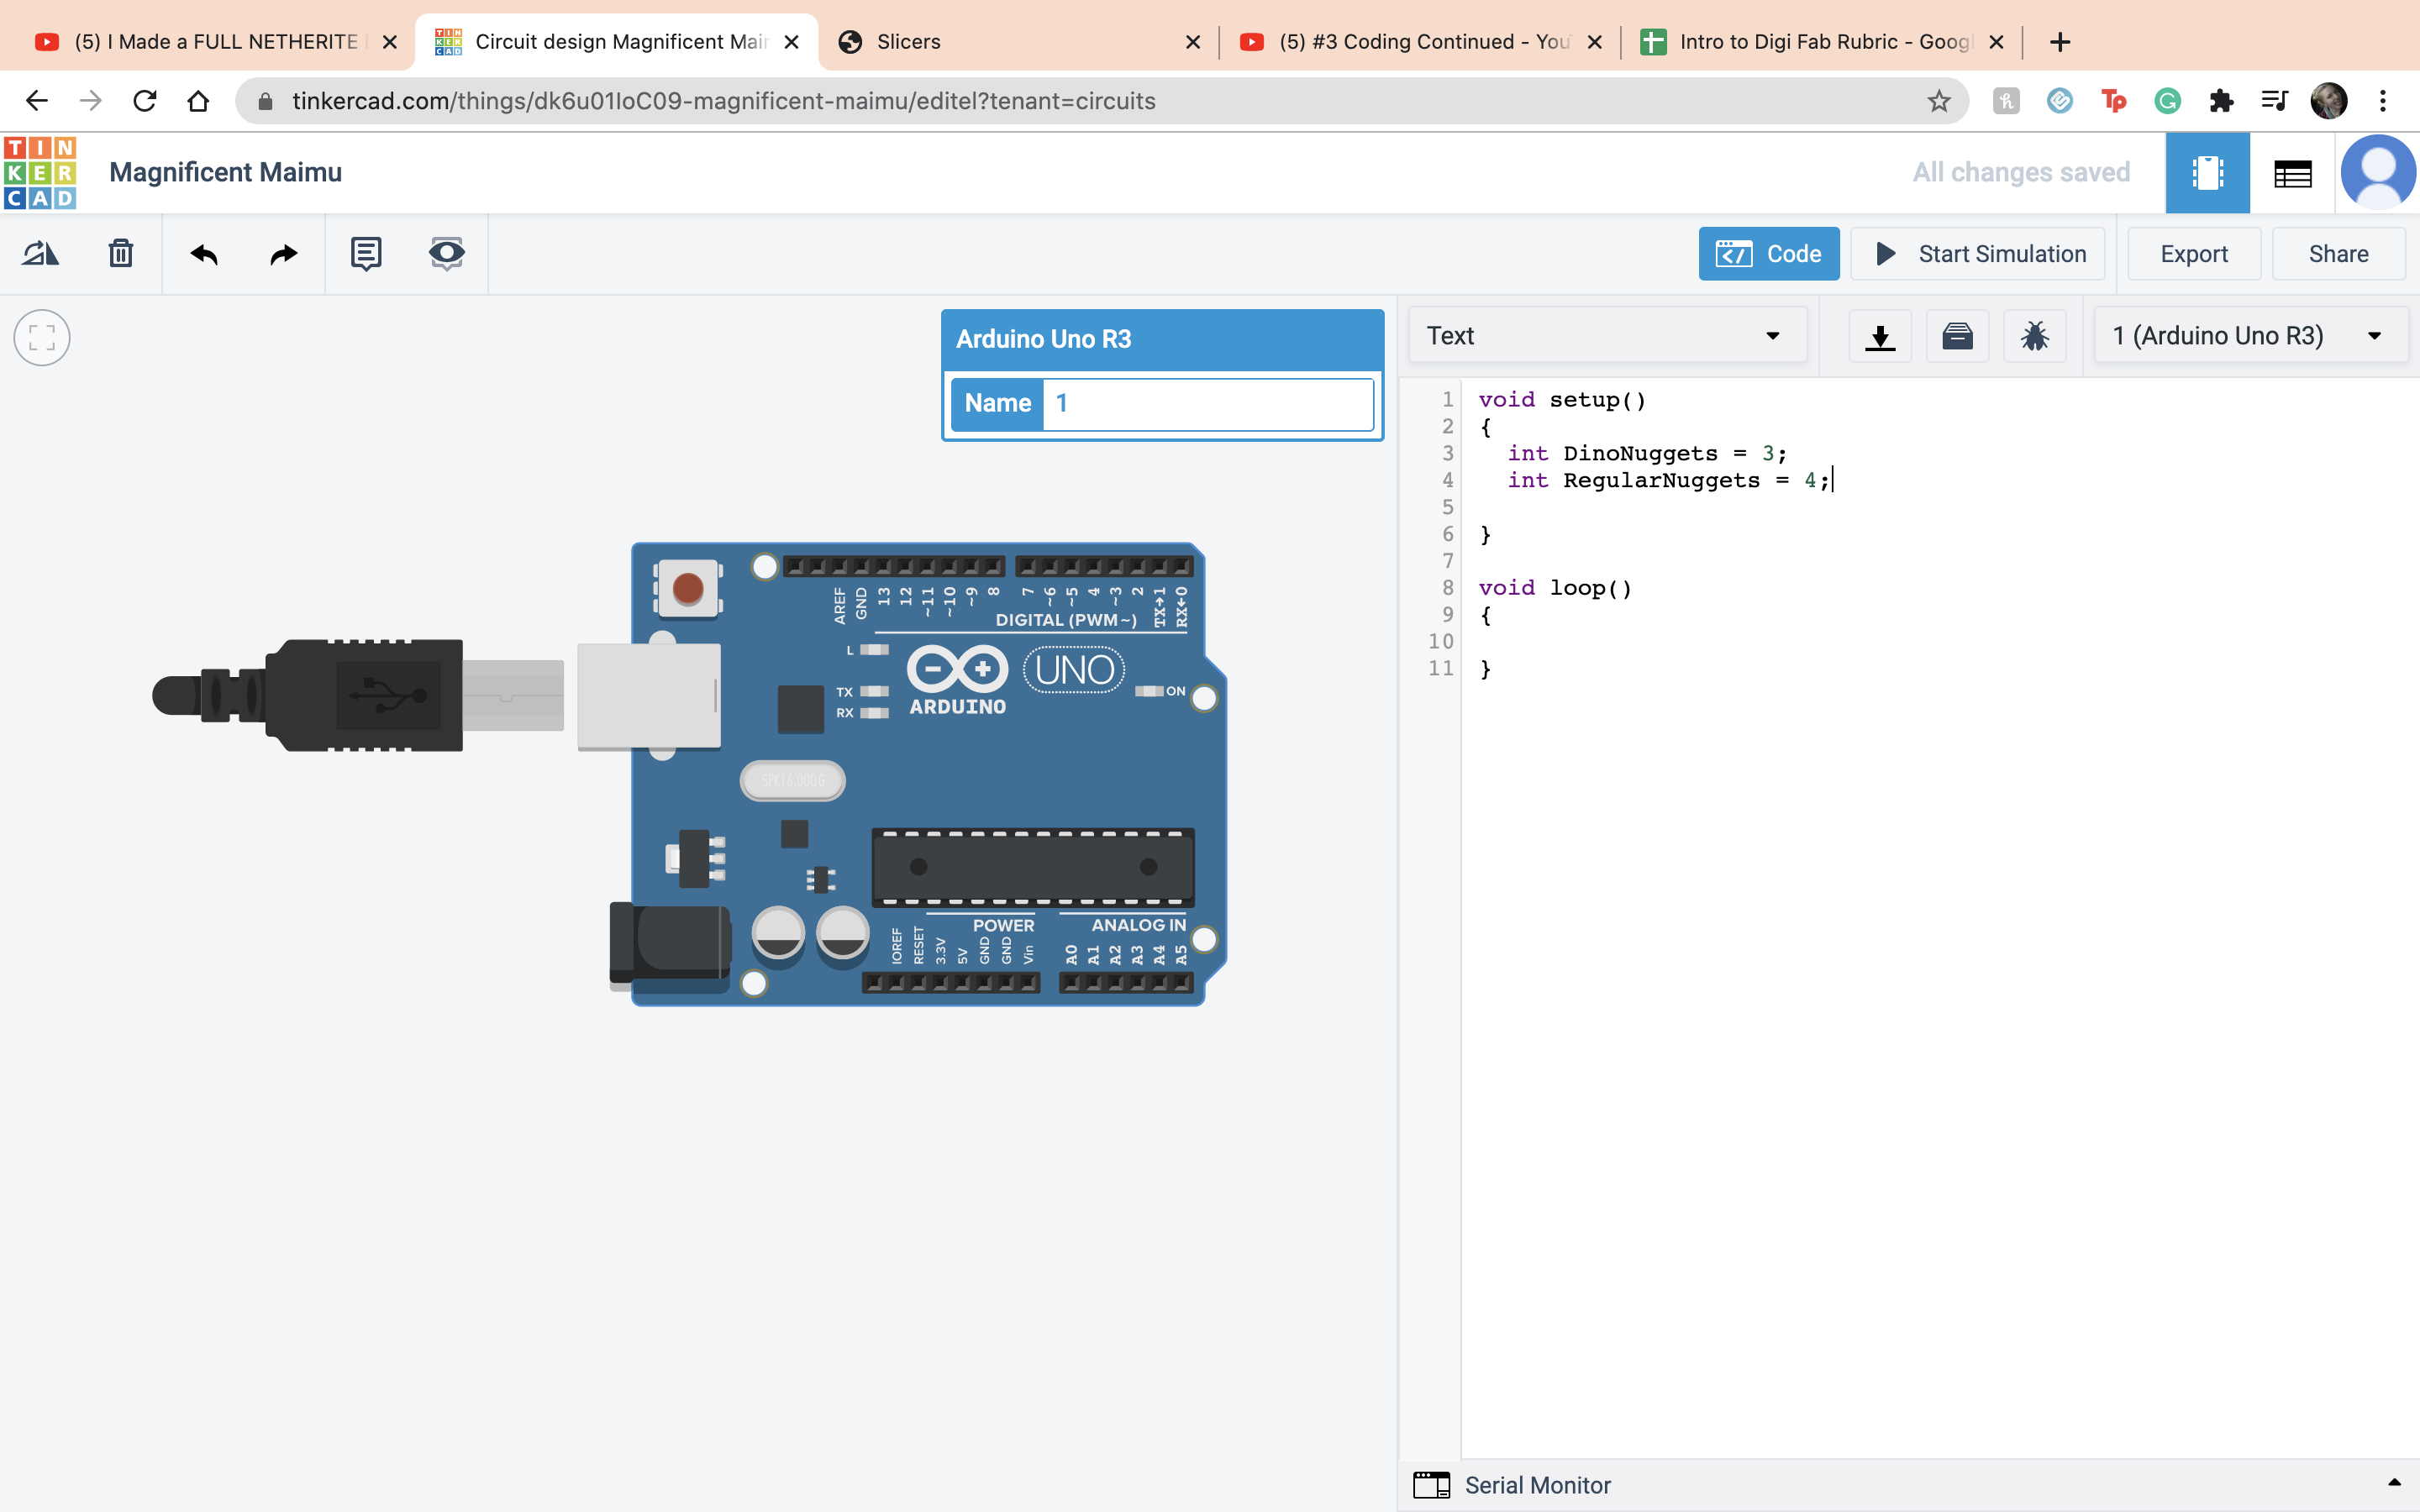 (5) I Made a FULL NETHERITE
Circuit design Magnificent Mai
Slicers
(5) #3 Coding Continued - You
Intro to Digi Fab Rubric - Goog
tinkercad.com/things/dk6u01IoC09-magnificent-maimu/editel?tenant=circuits
TIN
KER
CAD
Magnificent Maimu
All changes saved
Code
Start Simulation
Export
Share
Arduino Uno R3
Name 1
Text
1 (Arduino Uno R3)
1 void setup()
2 {
3 int DinoNuggets = 3;
4 int RegularNuggets = 4;
5
6 }
7
8 void loop()
9 {
10
11 }
AREF GND 13 12 ~11 ~10 ~9 8 7 ~6 ~5 4 ~3 2 TX→1 RX←0
DIGITAL (PWM ~)
L
TX
RX
ARDUINO
UNO
ON
SPK16.000G
POWER
ANALOG IN
IOREF RESET 3.3V 5V GND GND Vin A0 A1 A2 A3 A4 A5
Serial Monitor